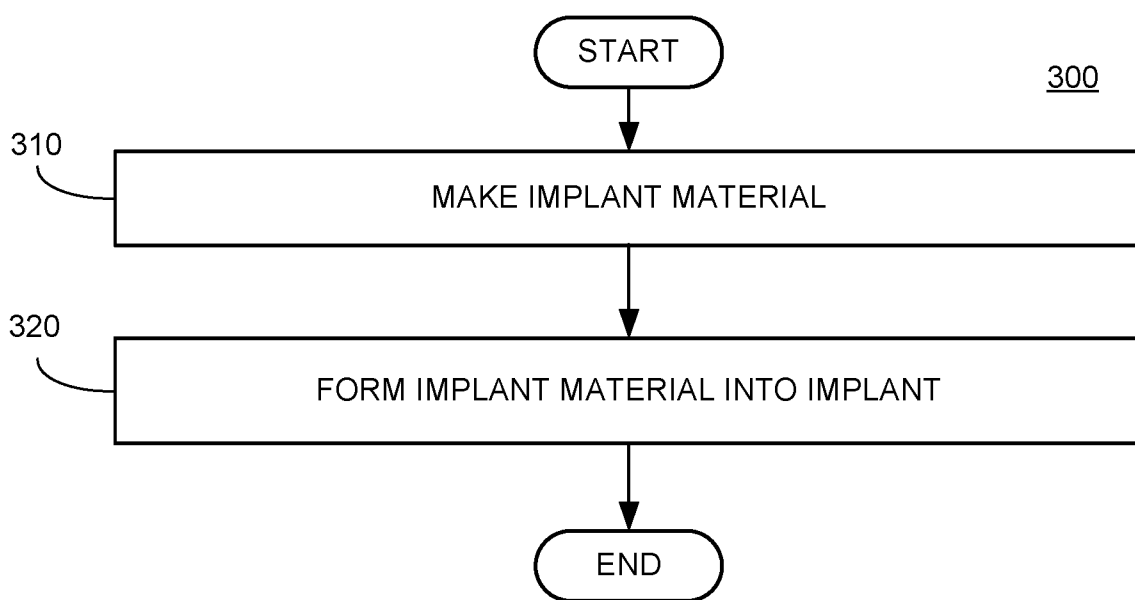 START
300
310
MAKE IMPLANT MATERIAL
320
FORM IMPLANT MATERIAL INTO IMPLANT
END